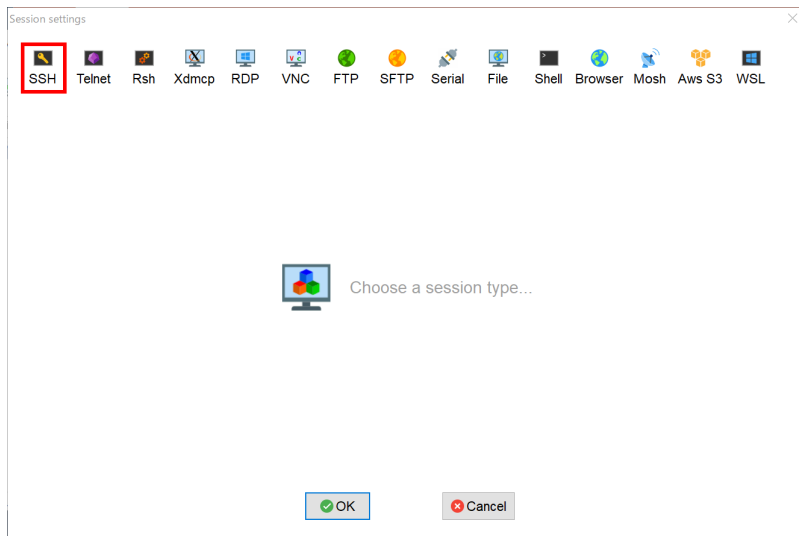 Session settings
SSH Telnet Rsh Xdmcp RDP VNC FTP SFTP Serial File Shell Browser Mosh Aws S3 WSL
Choose a session type...
OK Cancel